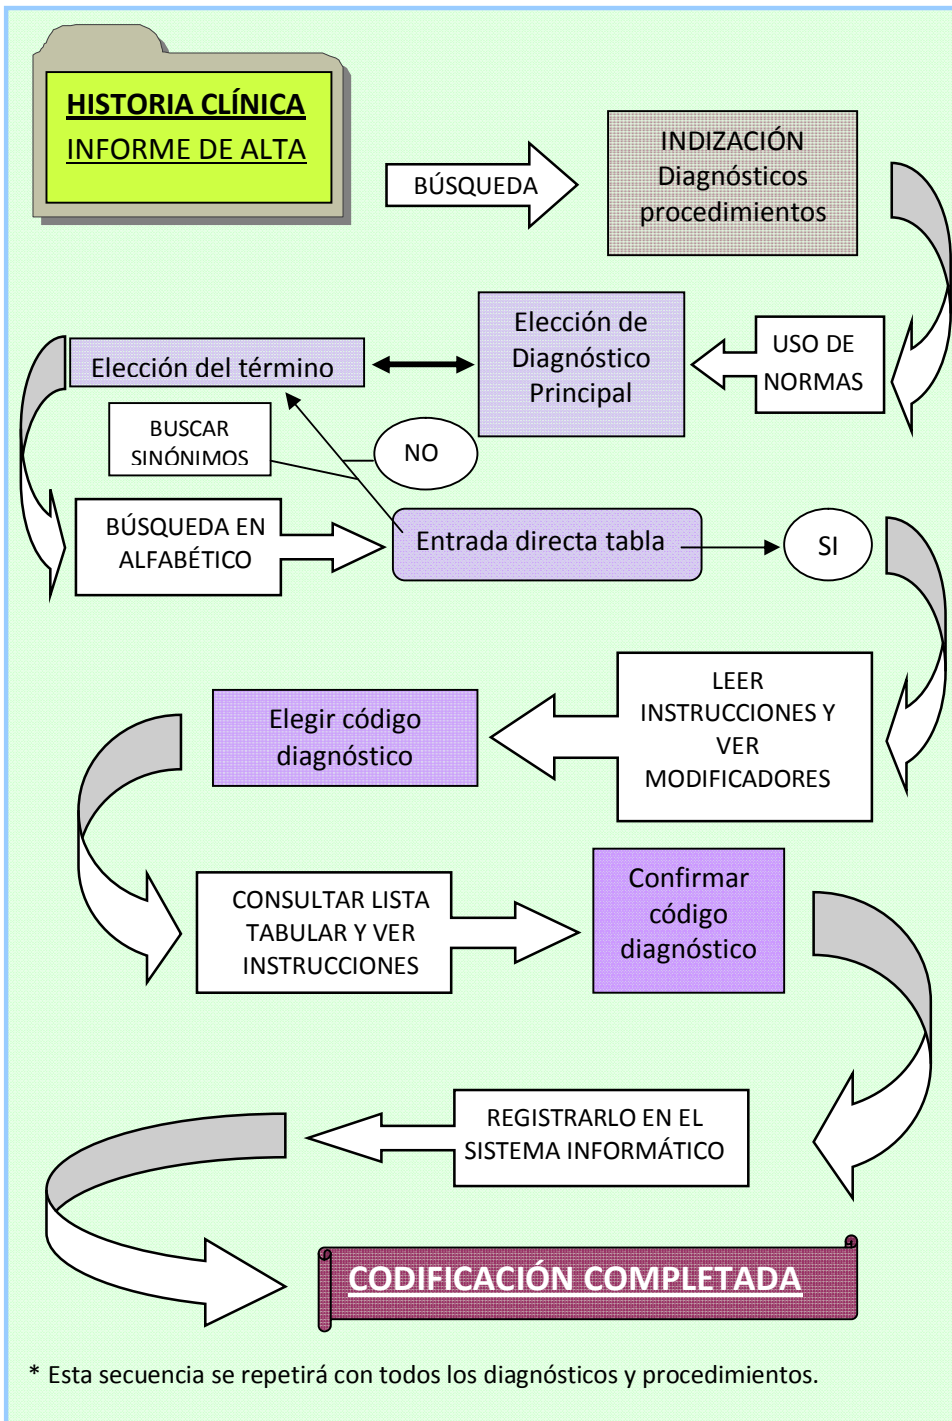 HISTORIA CLÍNICA
INFORME DE ALTA
BÚSQUEDA
INDIZACIÓN
Diagnósticos
procedimientos
USO DE
NORMAS
Elección de
Diagnóstico
Principal
Elección del término
BUSCAR
SINÓNIMOS
NO
BÚSQUEDA EN
ALFABÉTICO
Entrada directa tabla
SI
LEER
INSTRUCCIONES Y
VER
MODIFICADORES
Elegir código
diagnóstico
CONSULTAR LISTA
TABULAR Y VER
INSTRUCCIONES
Confirmar
código
diagnóstico
REGISTRARLO EN EL
SISTEMA INFORMÁTICO
CODIFICACIÓN COMPLETADA
* Esta secuencia se repetirá con todos los diagnósticos y procedimientos.